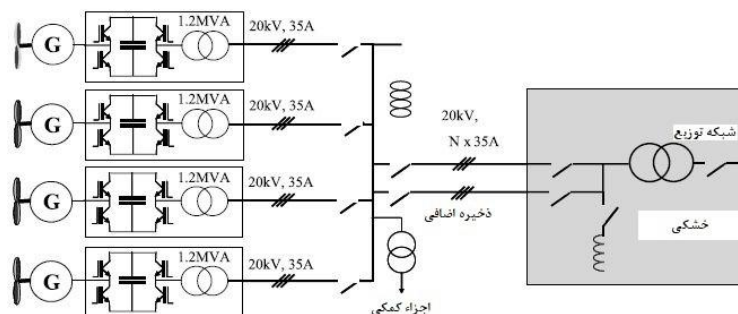 1.2MVA
20kV, 35A
G
1.2MVA
20kV, 35A
G
1.2MVA
20kV, 35A
G
1.2MVA
20kV, 35A
G
20kV,
N x 35A
ذخیره اضافی
اجزاء کمکی
شبکه توزیع
خشکی